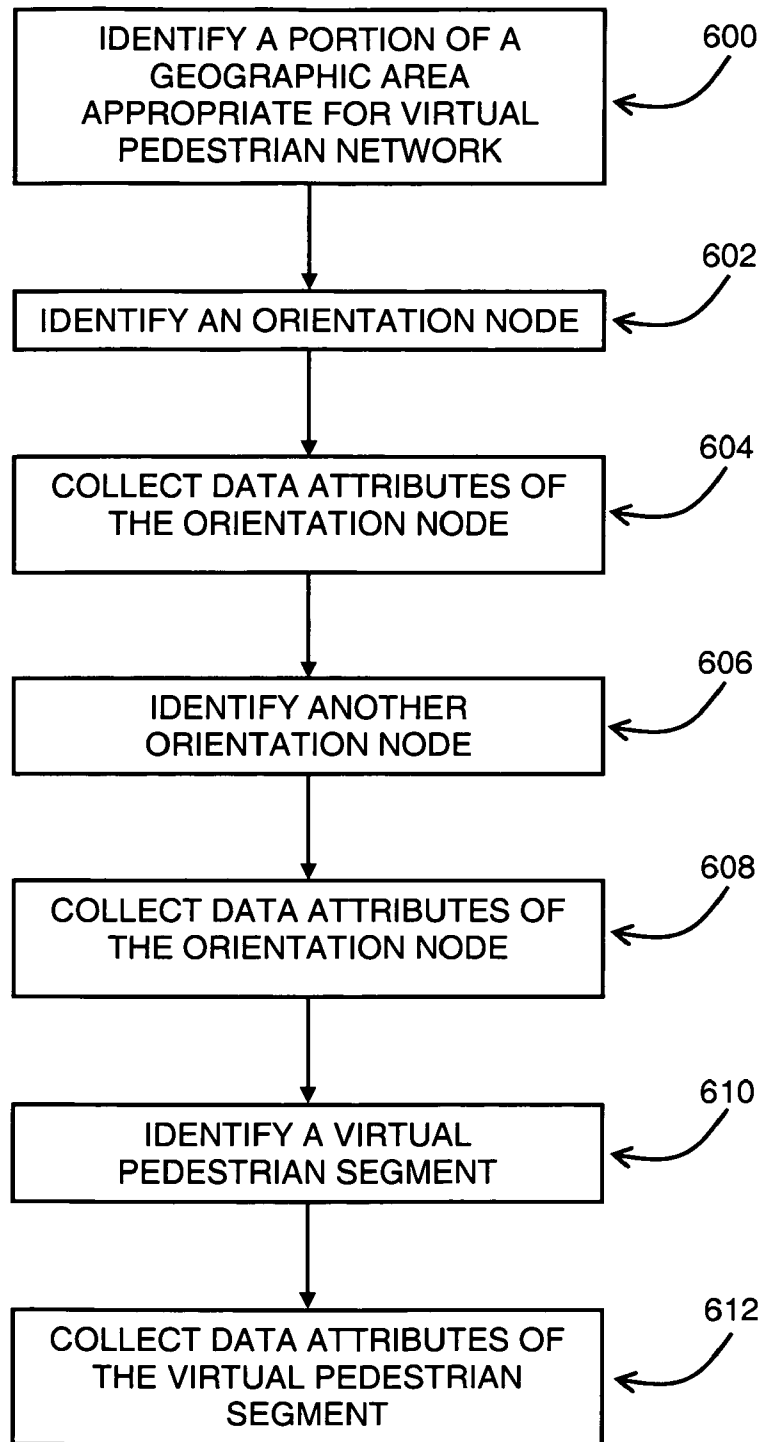 IDENTIFY A PORTION OF A
GEOGRAPHIC AREA
APPROPRIATE FOR VIRTUAL
PEDESTRIAN NETWORK
600
602
IDENTIFY AN ORIENTATION NODE
604
COLLECT DATA ATTRIBUTES OF
THE ORIENTATION NODE
606
IDENTIFY ANOTHER
ORIENTATION NODE
608
COLLECT DATA ATTRIBUTES OF
THE ORIENTATION NODE
610
IDENTIFY A VIRTUAL
PEDESTRIAN SEGMENT
612
COLLECT DATA ATTRIBUTES OF
THE VIRTUAL PEDESTRIAN
SEGMENT